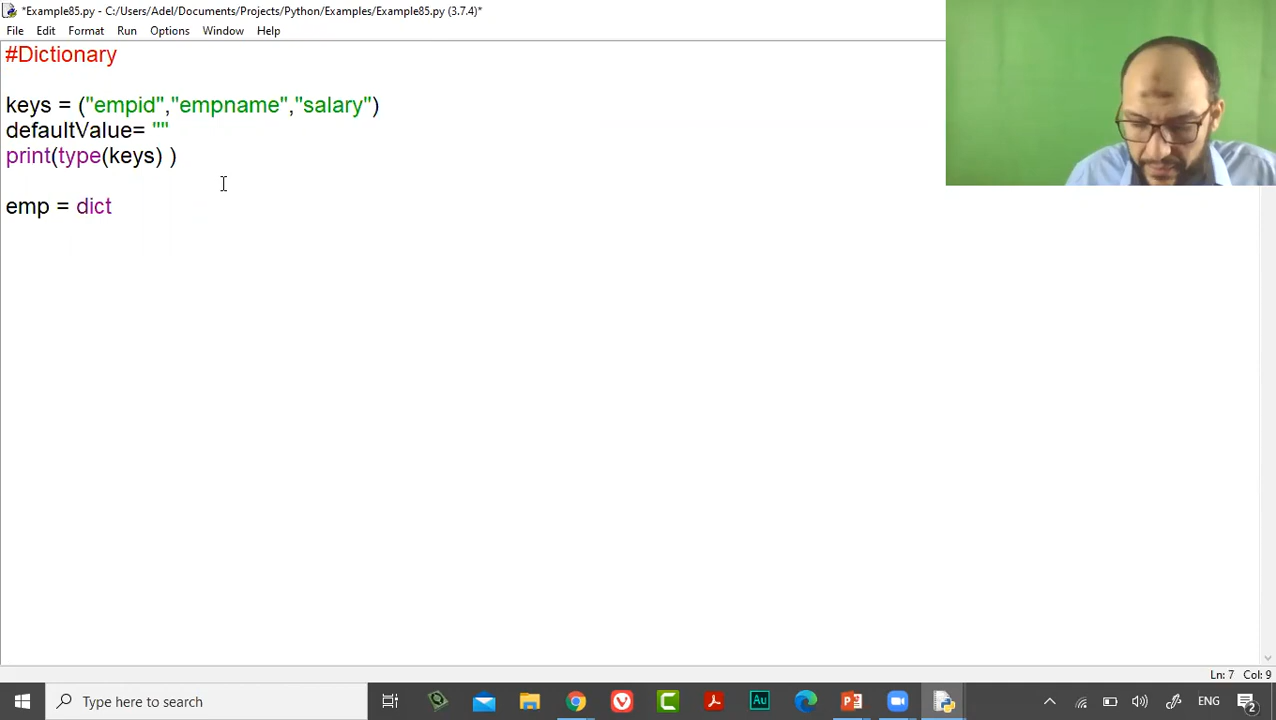 *Example85.py - C:/Users/Adel/Documents/Projects/Python/Examples/Example85.py (3.7.4)*
File Edit Format Run Options Window Help
#Dictionary
keys = ("empid","empname","salary")
defaultValue= ""
print(type(keys) )
emp = dict
Ln: 7 Col: 9
Type here to search
ENG
2